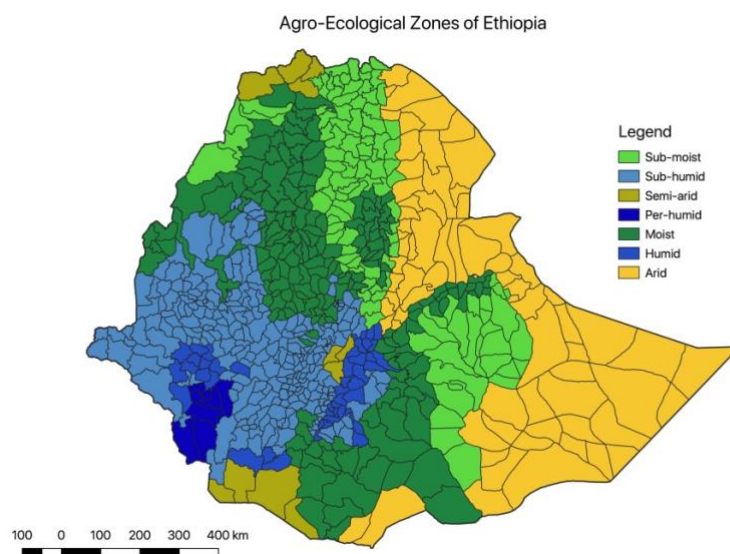 Agro-Ecological Zones of Ethiopia
Legend
Sub-moist
Sub-humid
Semi-arid
Per-humid
Moist
Humid
Arid
100 0 100 200 300 400 km